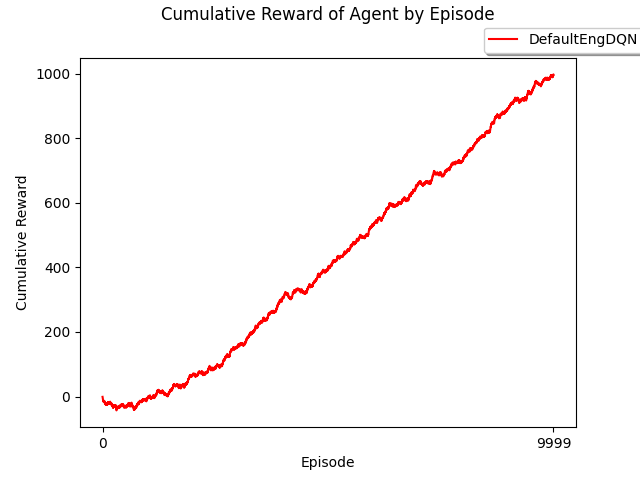 Cumulative Reward of Agent by Episode
DefaultEngDQN
1000
800
600
400
200
0
Cumulative Reward
0
9999
Episode